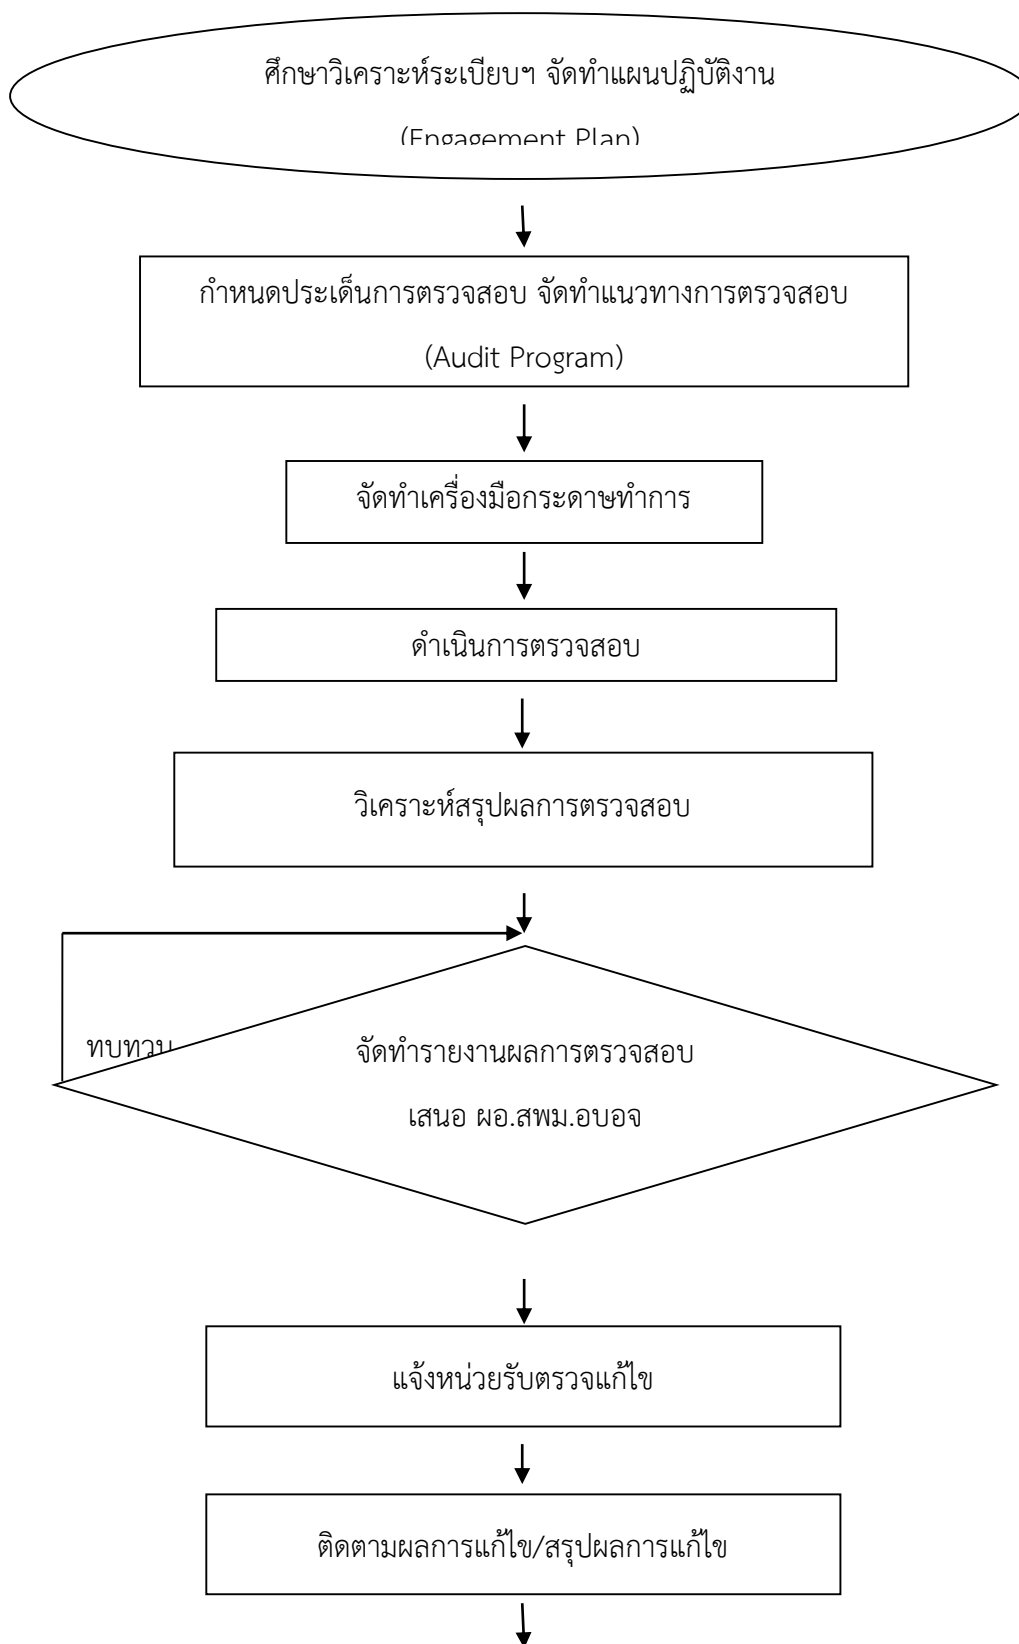 ศึกษาวิเคราะห์ระเบียบฯ จัดทำแผนปฏิบัติงาน
(Engagement Plan)
กำหนดประเด็นการตรวจสอบ จัดทำแนวทางการตรวจสอบ
(Audit Program)
จัดทำเครื่องมือกระดาษทำการ
ดำเนินการตรวจสอบ
วิเคราะห์สรุปผลการตรวจสอบ
ทบทวน
จัดทำรายงานผลการตรวจสอบ
เสนอ ผอ.สพม.อบอจ
แจ้งหน่วยรับตรวจแก้ไข
ติดตามผลการแก้ไข/สรุปผลการแก้ไข